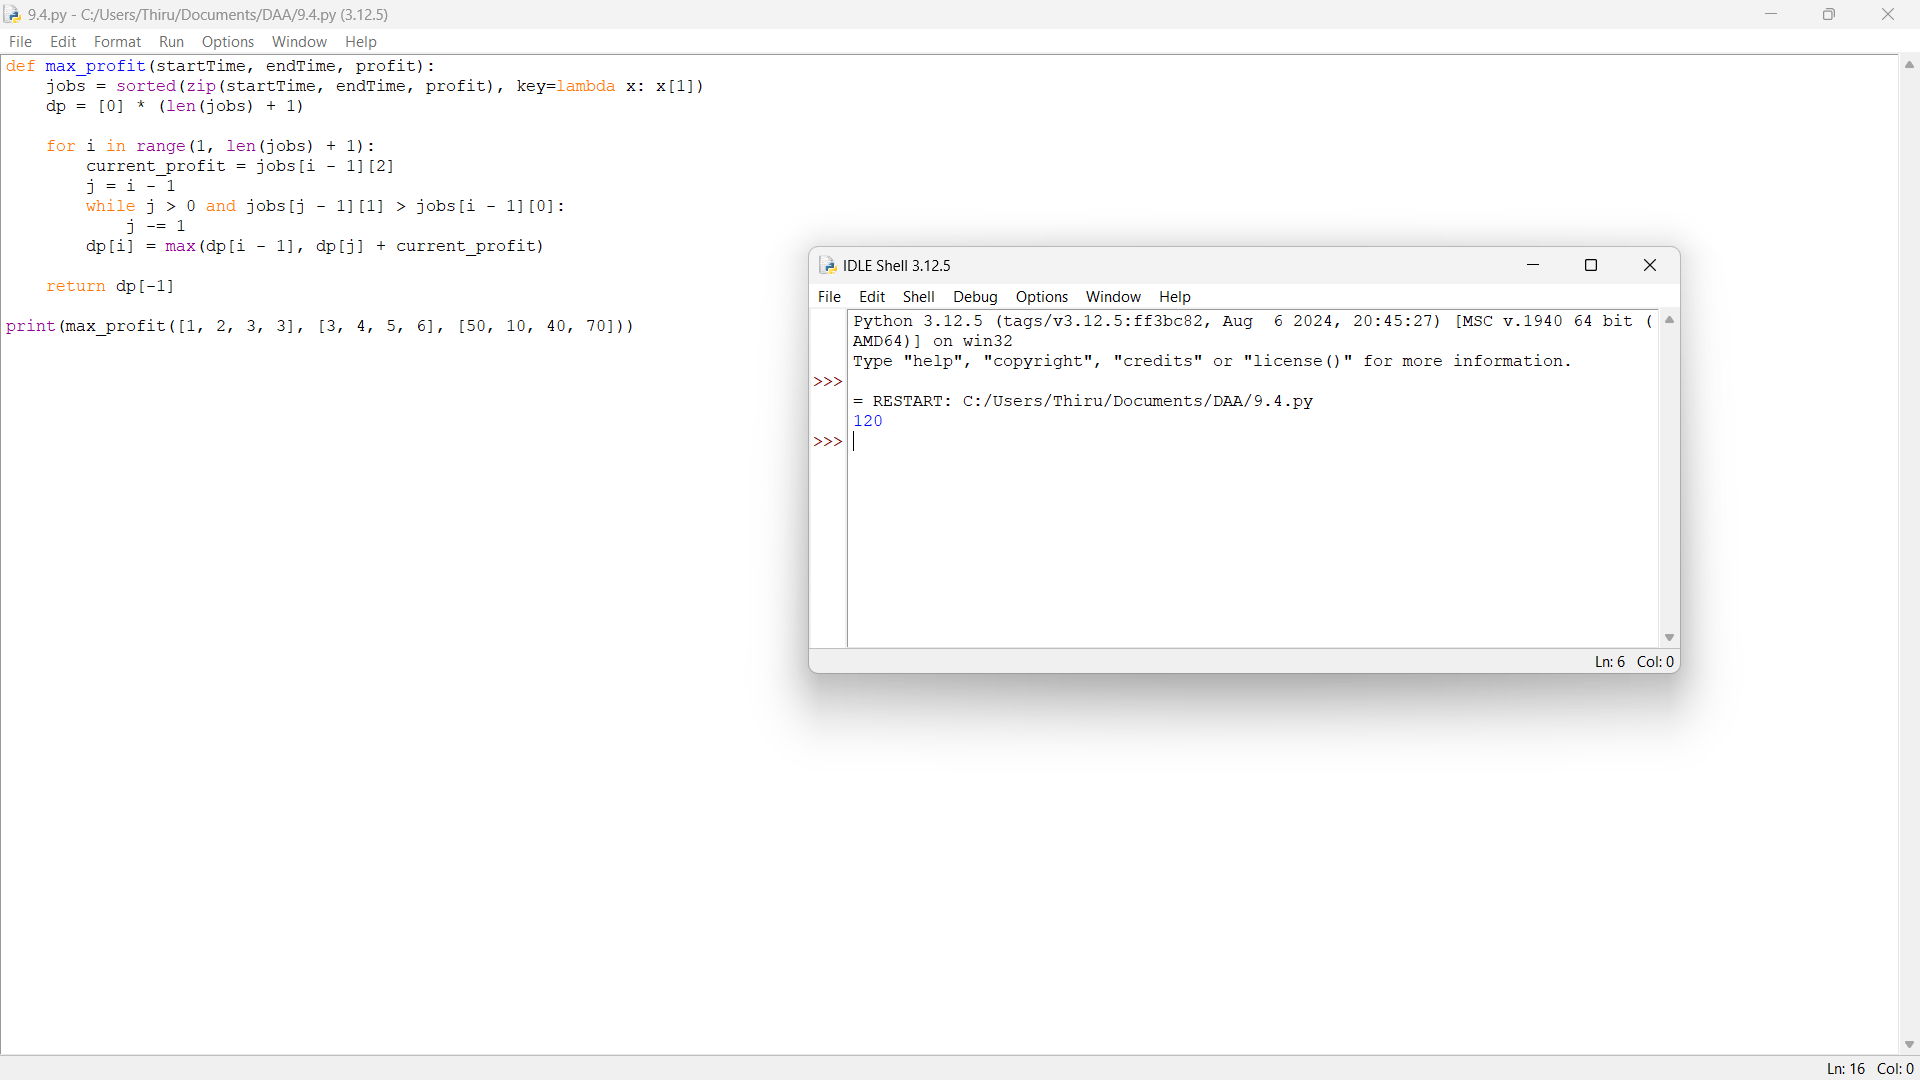 9.4.py - C:/Users/Thiru/Documents/DAA/9.4.py (3.12.5)
File Edit Format Run Options Window Help
def max_profit(startTime, endTime, profit):
    jobs = sorted(zip(startTime, endTime, profit), key=lambda x: x[1])
    dp = [0] * (len(jobs) + 1)
    for i in range(1, len(jobs) + 1):
        current_profit = jobs[i - 1][2]
        j = i - 1
        while j > 0 and jobs[j - 1][1] > jobs[i - 1][0]:
            j -= 1
        dp[i] = max(dp[i - 1], dp[j] + current_profit)
    return dp[-1]
print(max_profit([1, 2, 3, 3], [3, 4, 5, 6], [50, 10, 40, 70]))
IDLE Shell 3.12.5
File Edit Shell Debug Options Window Help
Python 3.12.5 (tags/v3.12.5:ff3bc82, Aug  6 2024, 20:45:27) [MSC v.1940 64 bit (
AMD64)] on win32
Type "help", "copyright", "credits" or "license()" for more information.
>>>
= RESTART: C:/Users/Thiru/Documents/DAA/9.4.py
120
>>>
Ln: 6 Col: 0
Ln: 16 Col: 0